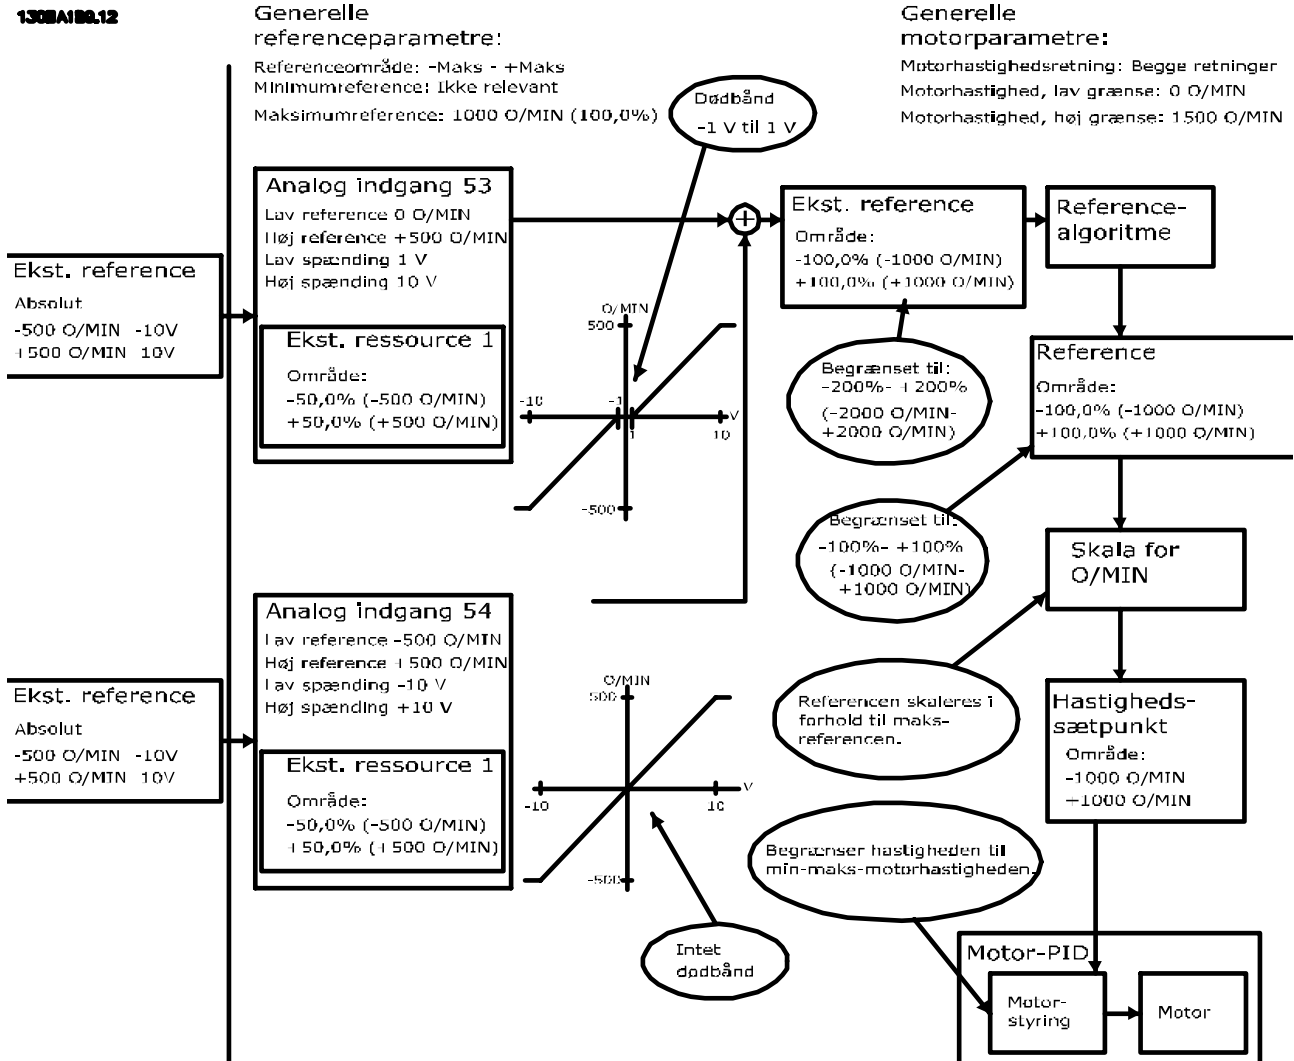 130BA189.12
Generelle
referenceparametre:
Referenceområde: -Maks - +Maks
Minimumreference: Ikke relevant
Maksimumreference: 1000 O/MIN (100,0%)
Generelle
motorparametre:
Motorhastighedsretning: Begge retninger
Motorhastighed, lav grænse: 0 O/MIN
Motorhastighed, høj grænse: 1500 O/MIN
Dødbånd
-1 V til 1 V
Ekst. reference
Absolut
-500 O/MIN -10V
+500 O/MIN 10V
Analog indgang 53
Lav reference 0 O/MIN
Høj reference +500 O/MIN
Lav spænding 1 V
Høj spænding 10 V
Ekst. ressource 1
Område:
-50,0% (-500 O/MIN)
+50,0% (+500 O/MIN)
O/MIN
500
-10
-1
V
1
10
-500
+
Ekst. reference
Område:
-100,0% (-1000 O/MIN)
+100,0% (+1000 O/MIN)
Reference-
algoritme
Begrænset til:
-200%- +200%
(-2000 O/MIN-
+2000 O/MIN)
Reference
Område:
-100,0% (-1000 O/MIN)
+100,0% (+1000 O/MIN)
Begrænset til:
-100%- +100%
(-1000 O/MIN-
+1000 O/MIN)
Skala for
O/MIN
Ekst. reference
Absolut
-500 O/MIN -10V
+500 O/MIN 10V
Analog indgang 54
Lav reference -500 O/MIN
Høj reference +500 O/MIN
Lav spænding -10 V
Høj spænding +10 V
Ekst. ressource 1
Område:
-50,0% (-500 O/MIN)
+50,0% (+500 O/MIN)
O/MIN
500
-10
10
V
-500
Intet
dødbånd
Referencen skaleres i
forhold til maks-
referencen.
Hastigheds-
sætpunkt
Område:
-1000 O/MIN
+1000 O/MIN
Begrænser hastigheden til
min-maks-motorhastigheden.
Motor-PID
Motor-
styring
Motor